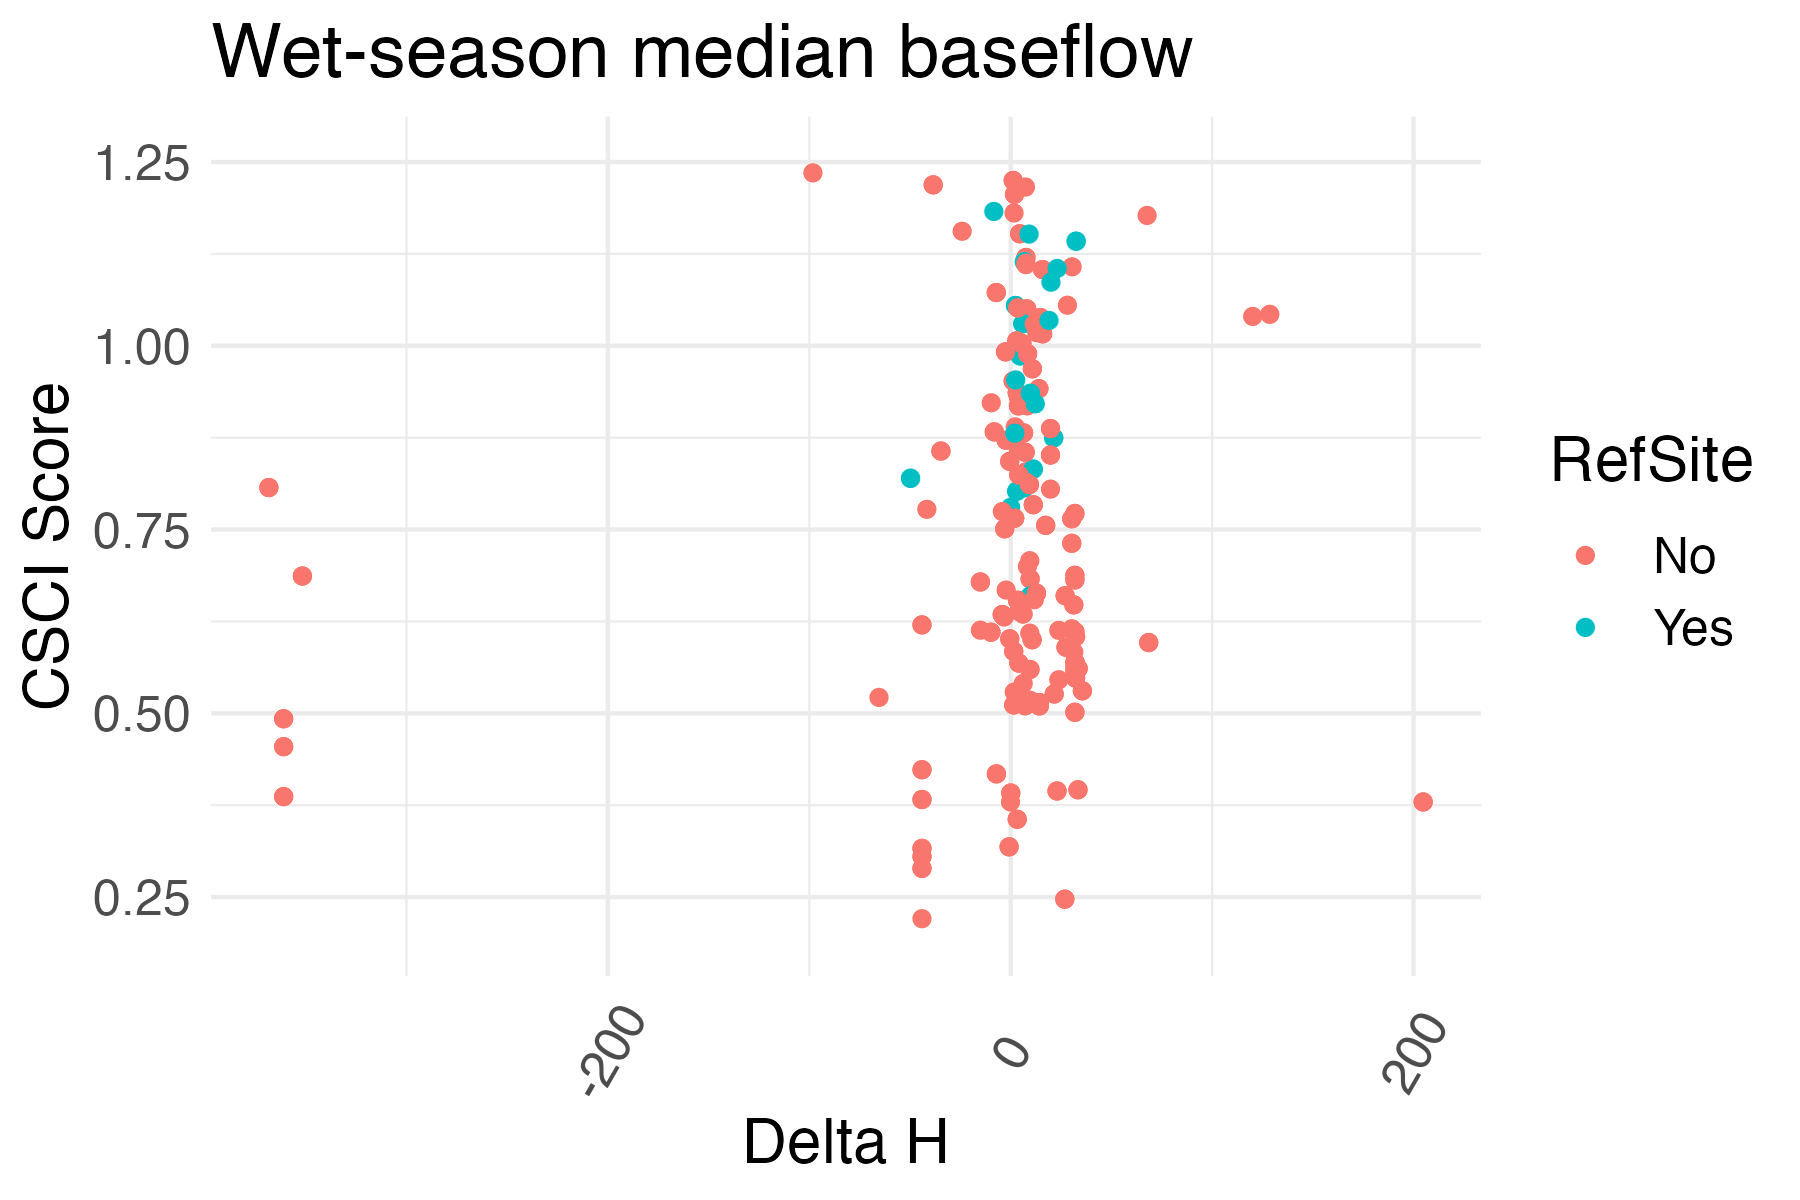 Wet-season median baseflow
CSCI Score
1.25
1.00
0.75
0.50
0.25
-200
0
200
Delta H
RefSite
No
Yes